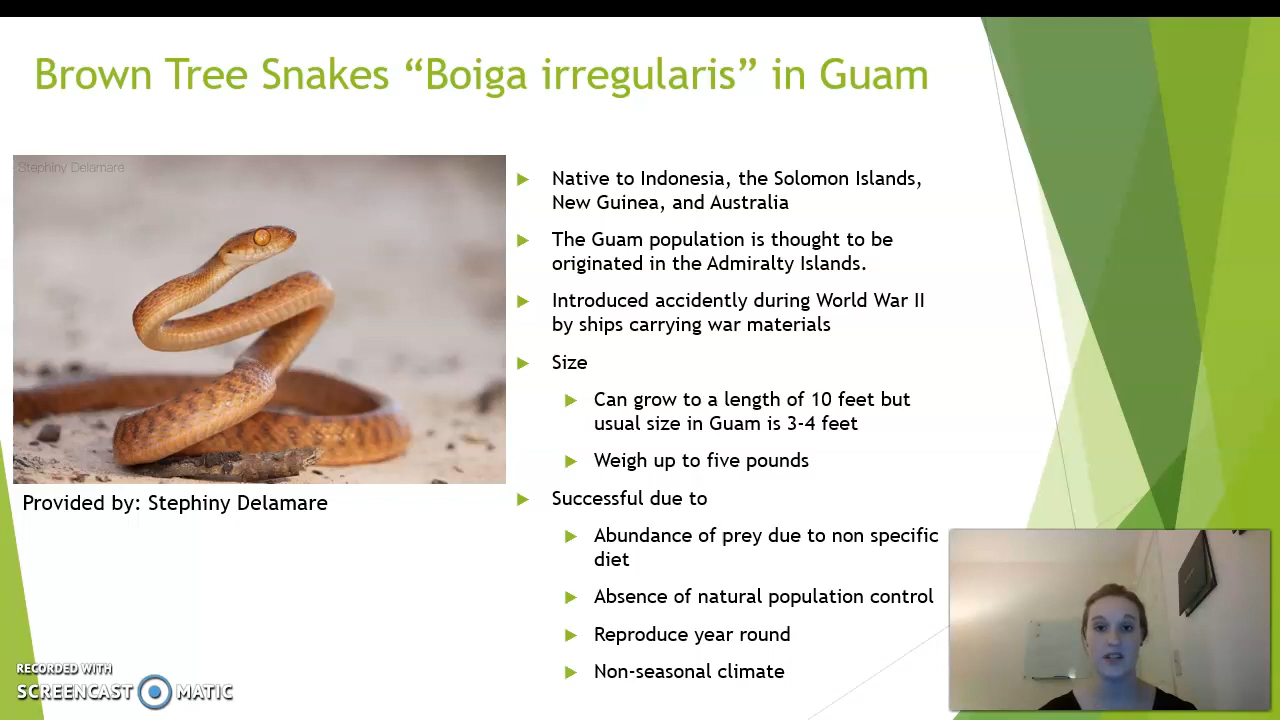 Brown Tree Snakes “Boiga irregularis” in Guam
Stephiny Delamare
Native to Indonesia, the Solomon Islands,
New Guinea, and Australia
The Guam population is thought to be
originated in the Admiralty Islands.
Introduced accidently during World War II
by ships carrying war materials
Size
Can grow to a length of 10 feet but
usual size in Guam is 3-4 feet
Weigh up to five pounds
Provided by: Stephiny Delamare
Successful due to
Abundance of prey due to non specific
diet
Absence of natural population control
Reproduce year round
Non-seasonal climate
RECORDED WITH
SCREENCAST MATIC